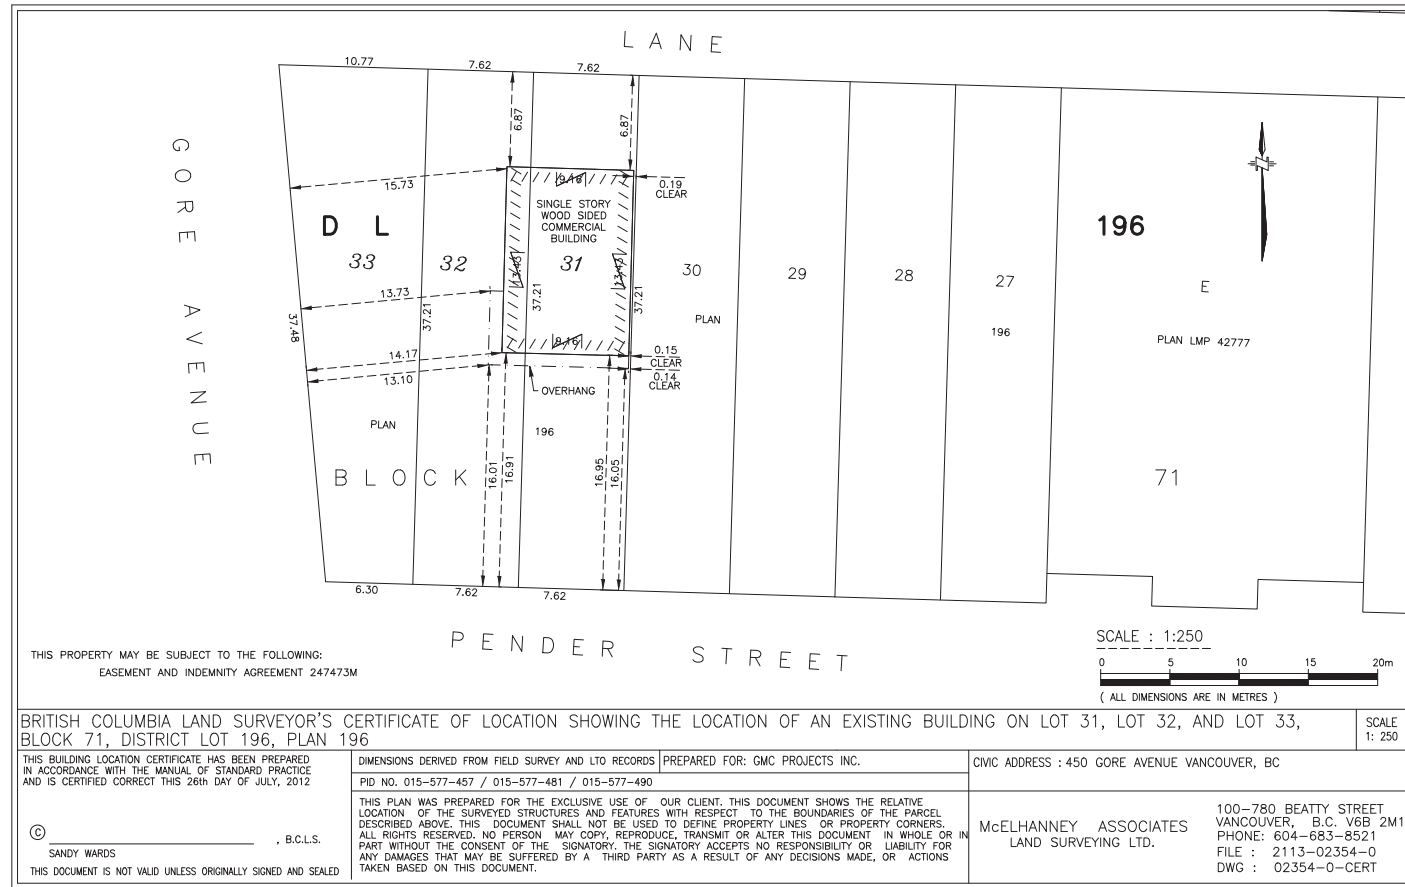 LANE
GORE AVENUE
10.77
7.62
7.62
6.87
6.87
15.73
9.16
0.19
CLEAR
SINGLE STORY
WOOD SIDED
COMMERCIAL
BUILDING
D L
196
33
32
31
30
29
28
27
E
13.73
37.21
37.21
37.21
37.48
PLAN
196
PLAN LMP 42777
14.17
13.10
9.16
0.15
CLEAR
0.14
CLEAR
OVERHANG
PLAN
196
BLOCK
71
16.01
16.91
16.95
16.05
6.30
7.62
7.62
PENDER STREET
SCALE : 1:250
0 5 10 15 20m
( ALL DIMENSIONS ARE IN METRES )
THIS PROPERTY MAY BE SUBJECT TO THE FOLLOWING:
EASEMENT AND INDEMNITY AGREEMENT 247473M
BRITISH COLUMBIA LAND SURVEYOR'S CERTIFICATE OF LOCATION SHOWING THE LOCATION OF AN EXISTING BUILDING ON LOT 31, LOT 32, AND LOT 33,
BLOCK 71, DISTRICT LOT 196, PLAN 196
SCALE
1: 250
THIS BUILDING LOCATION CERTIFICATE HAS BEEN PREPARED
IN ACCORDANCE WITH THE MANUAL OF STANDARD PRACTICE
AND IS CERTIFIED CORRECT THIS 26th DAY OF JULY, 2012
© , B.C.L.S.
SANDY WARDS
THIS DOCUMENT IS NOT VALID UNLESS ORIGINALLY SIGNED AND SEALED
DIMENSIONS DERIVED FROM FIELD SURVEY AND LTO RECORDS
PREPARED FOR: GMC PROJECTS INC.
PID NO. 015-577-457 / 015-577-481 / 015-577-490
THIS PLAN WAS PREPARED FOR THE EXCLUSIVE USE OF OUR CLIENT. THIS DOCUMENT SHOWS THE RELATIVE
LOCATION OF THE SURVEYED STRUCTURES AND FEATURES WITH RESPECT TO THE BOUNDARIES OF THE PARCEL
DESCRIBED ABOVE. THIS DOCUMENT SHALL NOT BE USED TO DEFINE PROPERTY LINES OR PROPERTY CORNERS.
ALL RIGHTS RESERVED. NO PERSON MAY COPY, REPRODUCE, TRANSMIT OR ALTER THIS DOCUMENT IN WHOLE OR IN
PART WITHOUT THE CONSENT OF THE SIGNATORY. THE SIGNATORY ACCEPTS NO RESPONSIBILITY OR LIABILITY FOR
ANY DAMAGES THAT MAY BE SUFFERED BY A THIRD PARTY AS A RESULT OF ANY DECISIONS MADE, OR ACTIONS
TAKEN BASED ON THIS DOCUMENT.
CIVIC ADDRESS : 450 GORE AVENUE VANCOUVER, BC
McELHANNEY ASSOCIATES
LAND SURVEYING LTD.
100-780 BEATTY STREET
VANCOUVER, B.C. V6B 2M1
PHONE: 604-683-8521
FILE : 2113-02354-0
DWG : 02354-0-CERT